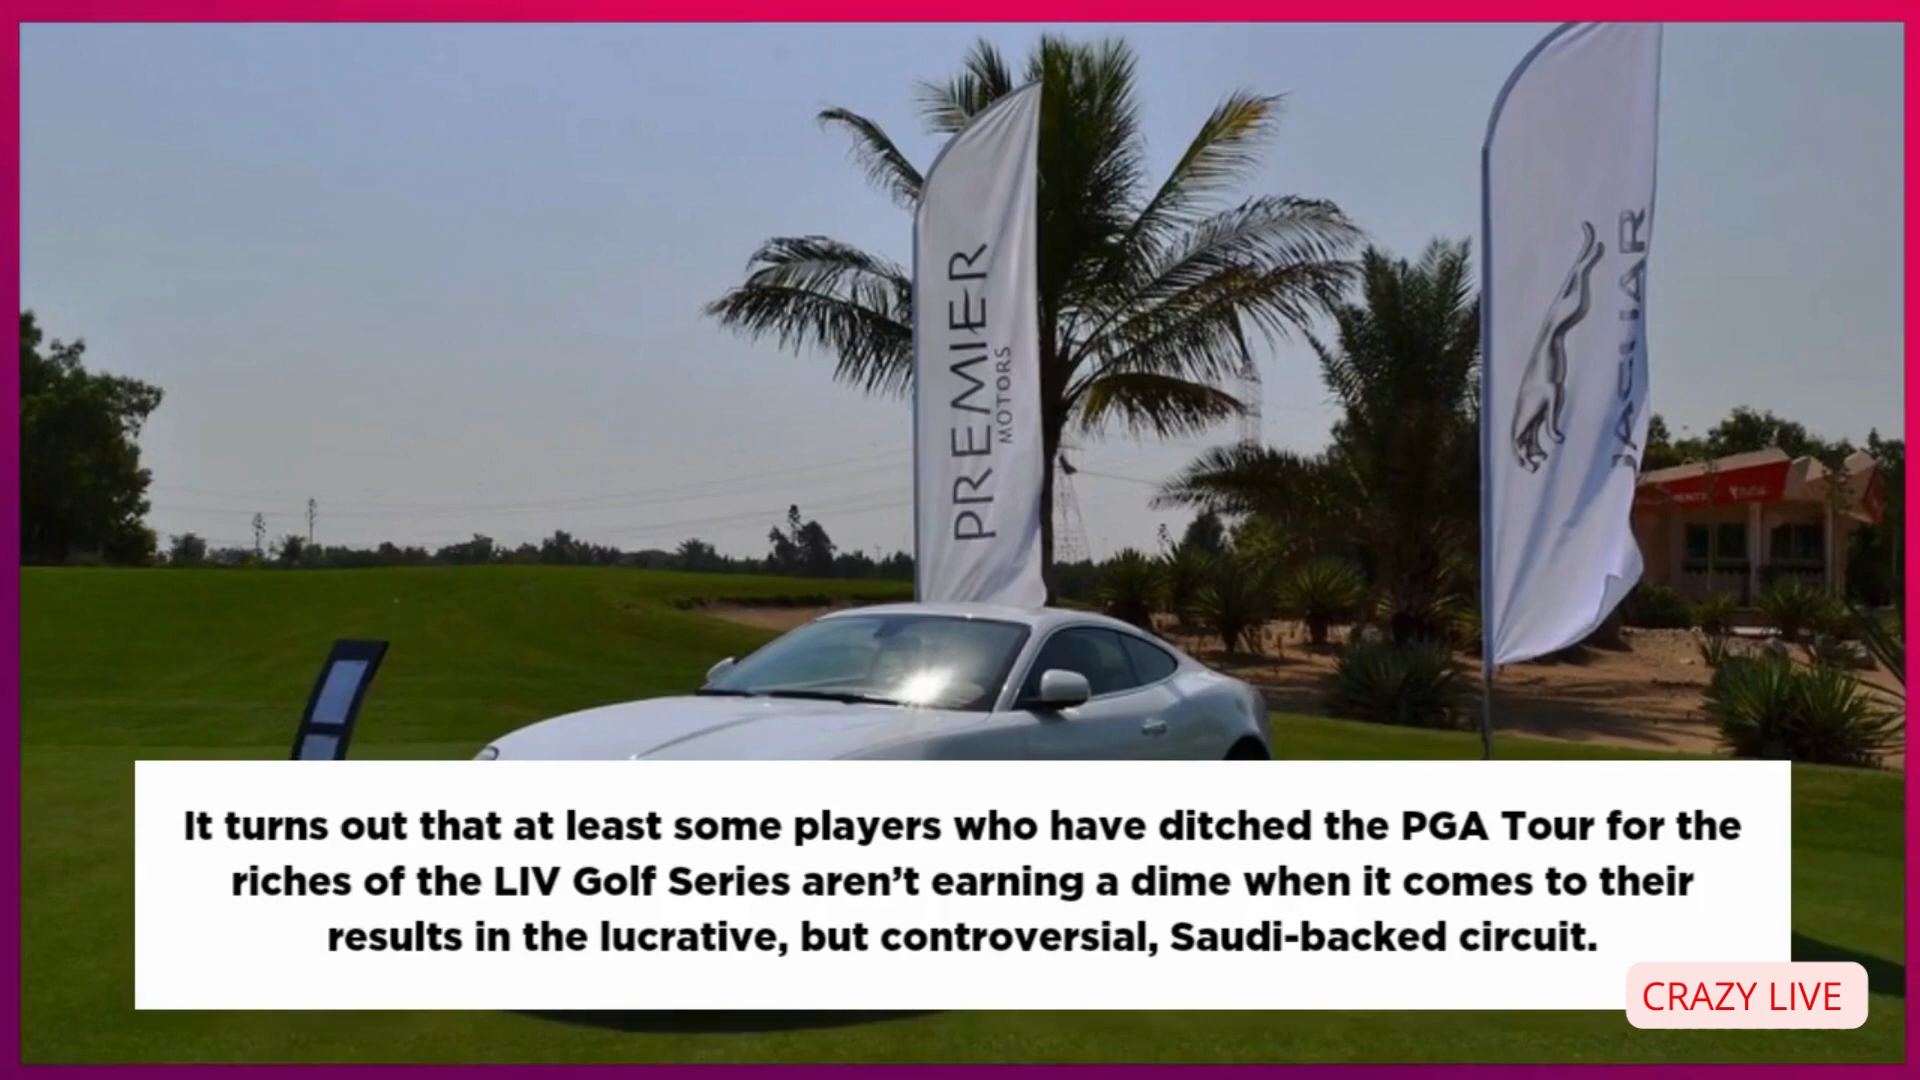 PREMIER
MOTORS
JAGUAR
It turns out that at least some players who have ditched the PGA Tour for the
riches of the LIV Golf Series aren’t earning a dime when it comes to their
results in the lucrative, but controversial, Saudi-backed circuit.
CRAZY LIVE